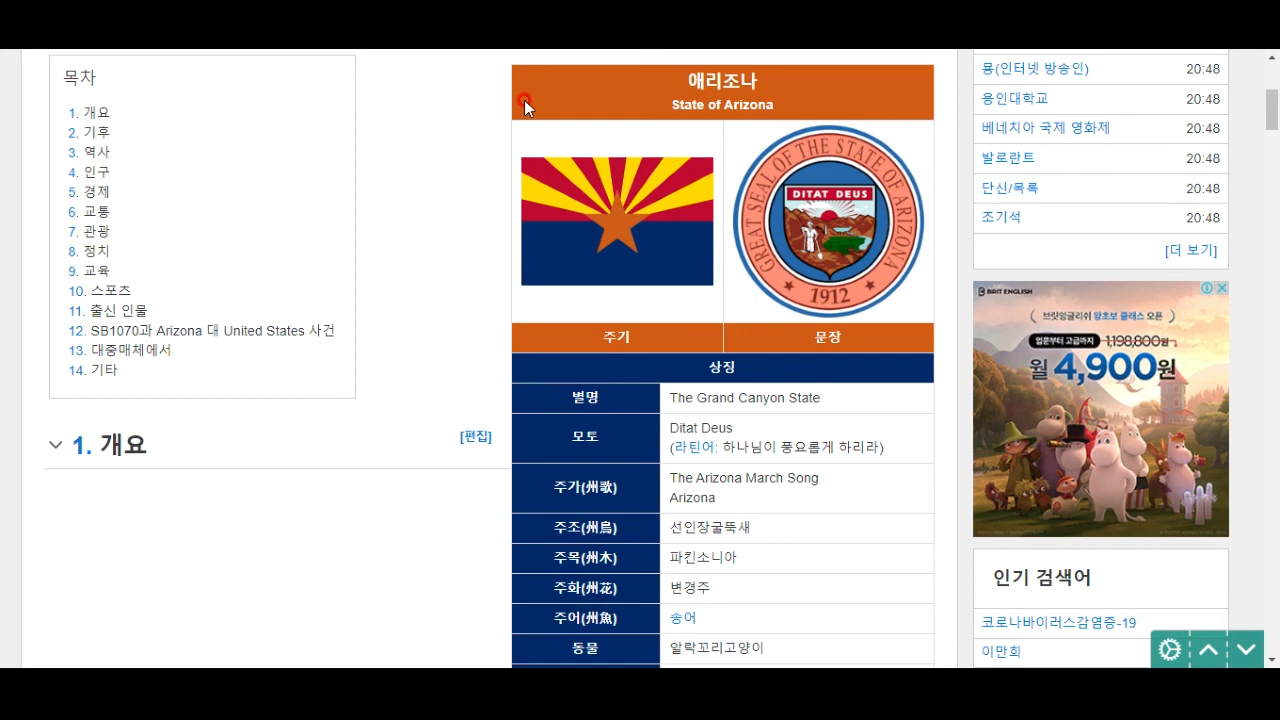 목차
1. 개요
2. 기후
3. 역사
4. 인구
5. 경제
6. 교통
7. 관광
8. 정치
9. 교육
10. 스포츠
11. 출신 인물
12. SB1070과 Arizona 대 United States 사건
13. 대중매체에서
14. 기타
1. 개요
[편집]
애리조나
State of Arizona
GREAT SEAL OF THE STATE OF ARIZONA
DITAT DEUS
1912
주기 문장
상징
별명 The Grand Canyon State
모토 Ditat Deus
(라틴어: 하나님이 풍요롭게 하리라)
주가(州歌) The Arizona March Song
Arizona
주조(州鳥) 선인장굴뚝새
주목(州木) 파킨소니아
주화(州花) 변경주
주어(州魚) 송어
동물 알락꼬리고양이
용(인터넷 방송인) 20:48
용인대학교 20:48
베네치아 국제 영화제 20:48
발로란트 20:48
단신/목록 20:48
조기석 20:48
[더 보기]
BRIT ENGLISH
브릿잉글리쉬 왕초보 클래스 오픈
입문부터 고급까지 1,198,800원
월 4,900원
인기 검색어
코로나바이러스감염증-19
이만희